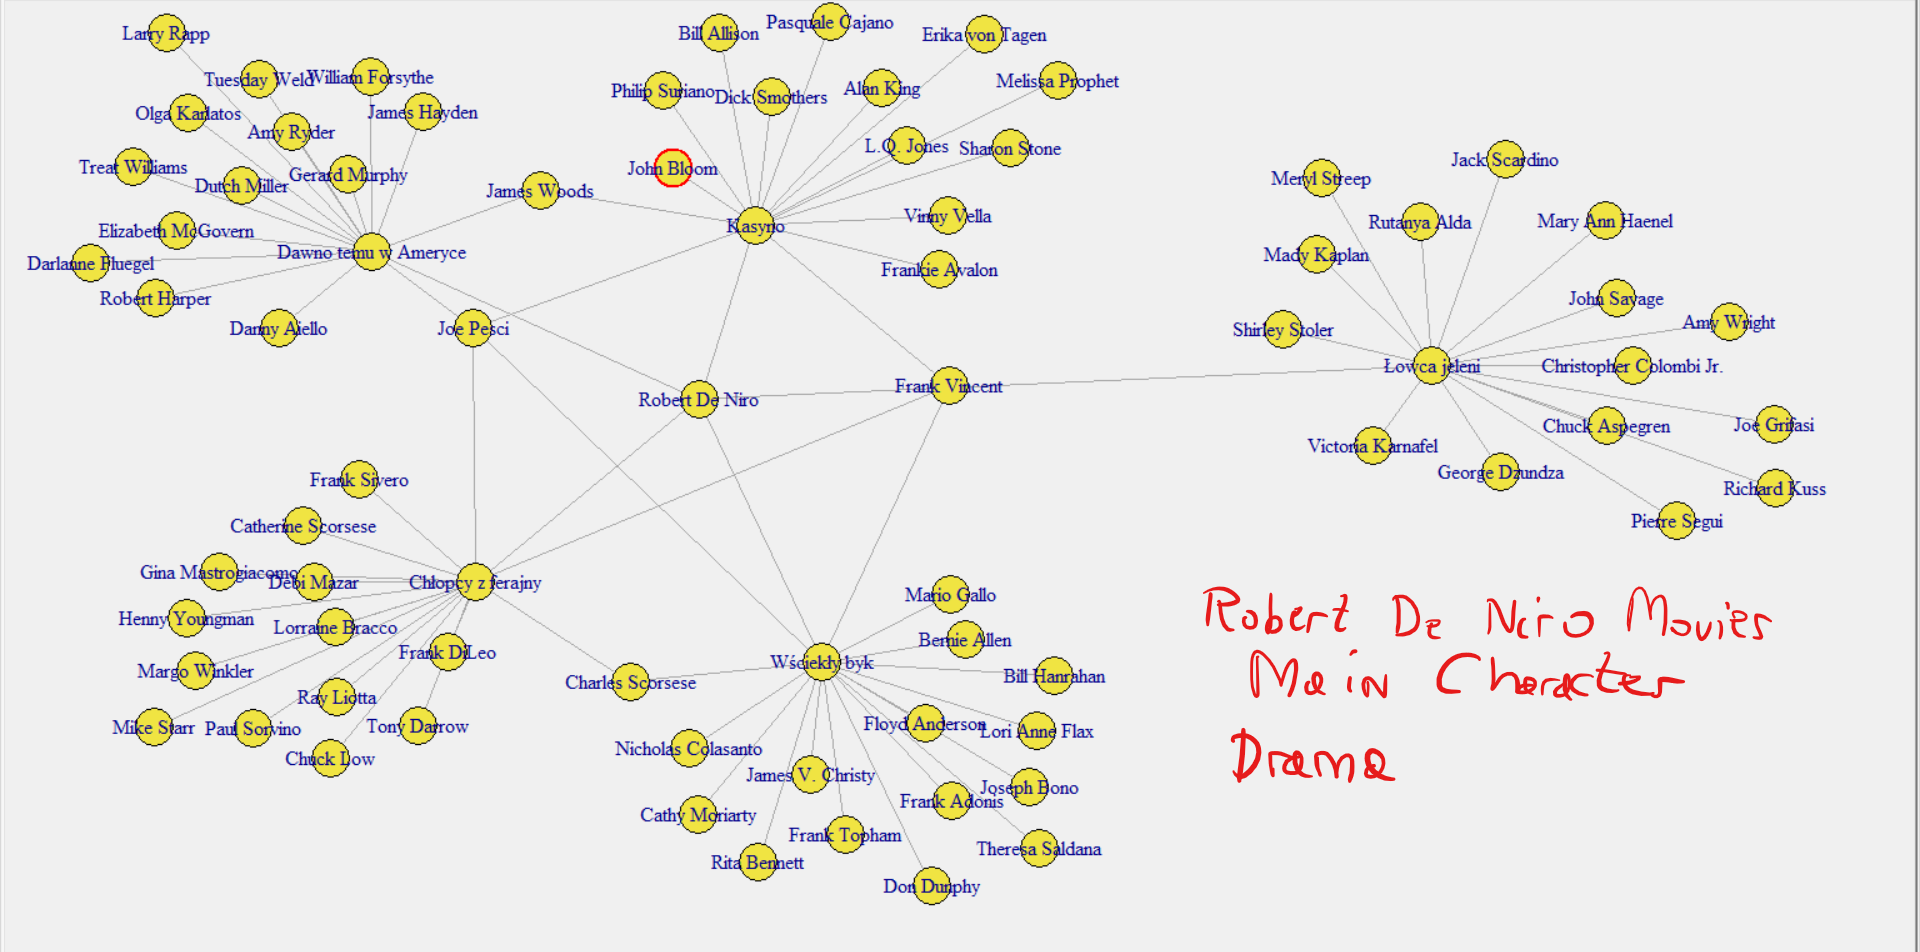 Larry Rapp
Tuesday Weld
William Forsythe
Olga Karlatos
James Hayden
Amy Ryder
Treat Williams
Gerard Murphy
Dutch Miller
James Woods
Elizabeth McGovern
Dawno temu w Ameryce
Darlanne Fluegel
Robert Harper
Danny Aiello
Joe Pesci
Bill Allison
Pasquale Cajano
Erika von Tagen
Philip Suriano
Dick Smothers
Alan King
Melissa Prophet
L.Q. Jones
Sharon Stone
John Bloom
Kasyno
Vinny Vella
Frankie Avalon
Robert De Niro
Frank Vincent
Jack Scardino
Meryl Streep
Rutanya Alda
Mary Ann Haenel
Mady Kaplan
John Savage
Shirley Stoler
Amy Wright
Łowca jeleni
Christopher Colombi Jr.
Chuck Aspegren
Joe Grifasi
Victoria Karnafel
George Dzundza
Richard Kuss
Pierre Segui
Frank Sivero
Catherine Scorsese
Gina Mastrogiacomo
Debi Mazar
Chłopcy z ferajny
Henny Youngman
Lorraine Bracco
Frank DiLeo
Margo Winkler
Ray Liotta
Mike Starr
Paul Sorvino
Tony Darrow
Chuck Low
Charles Scorsese
Wściekły byk
Mario Gallo
Bernie Allen
Bill Hanrahan
Floyd Anderson
Lori Anne Flax
Nicholas Colasanto
James V. Christy
Joseph Bono
Frank Adonis
Cathy Moriarty
Frank Topham
Theresa Saldana
Rita Bennett
Don Dunphy
Robert De Niro Movies
Main Character
Drama